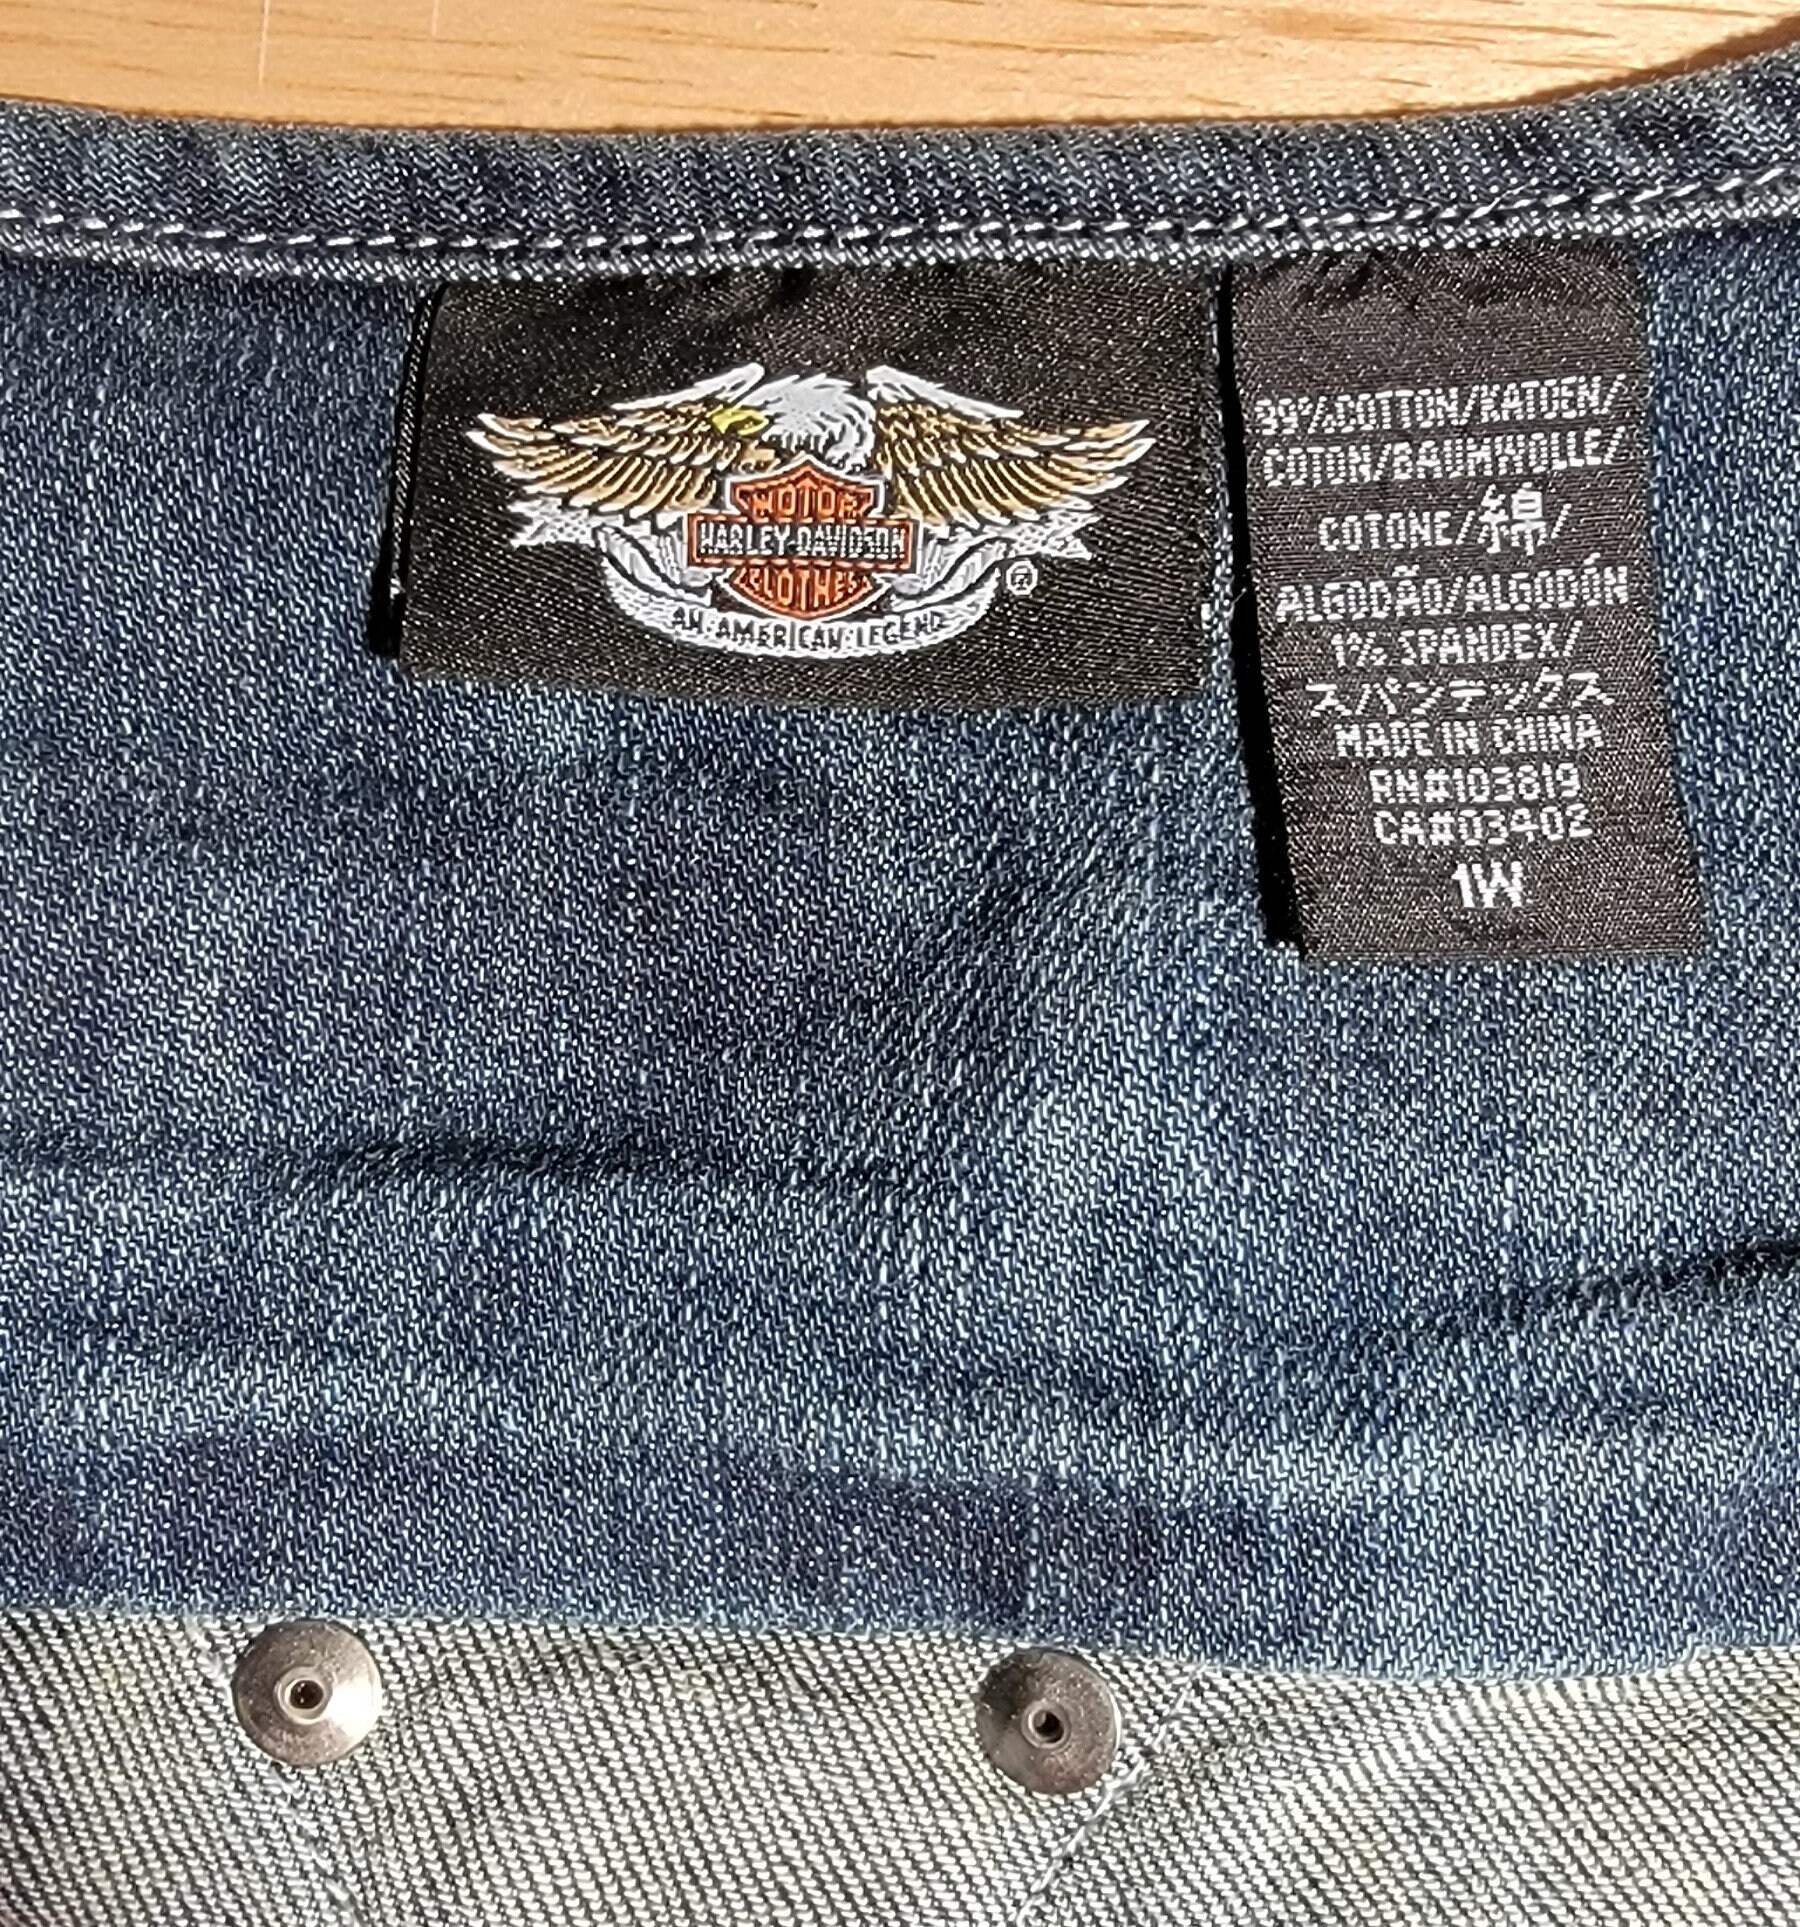 MOTOR
HARLEY-DAVIDSON
CLOTHES
®
AN·AMERICAN·LEGEND
99%COTTON/KATOEN/
COTON/BAUMWOLLE/
COTONE/綿/
ALGODÃO/ALGODÓN
1% SPANDEX/
スパンデックス
MADE IN CHINA
RN#103819
CA#03402
1W